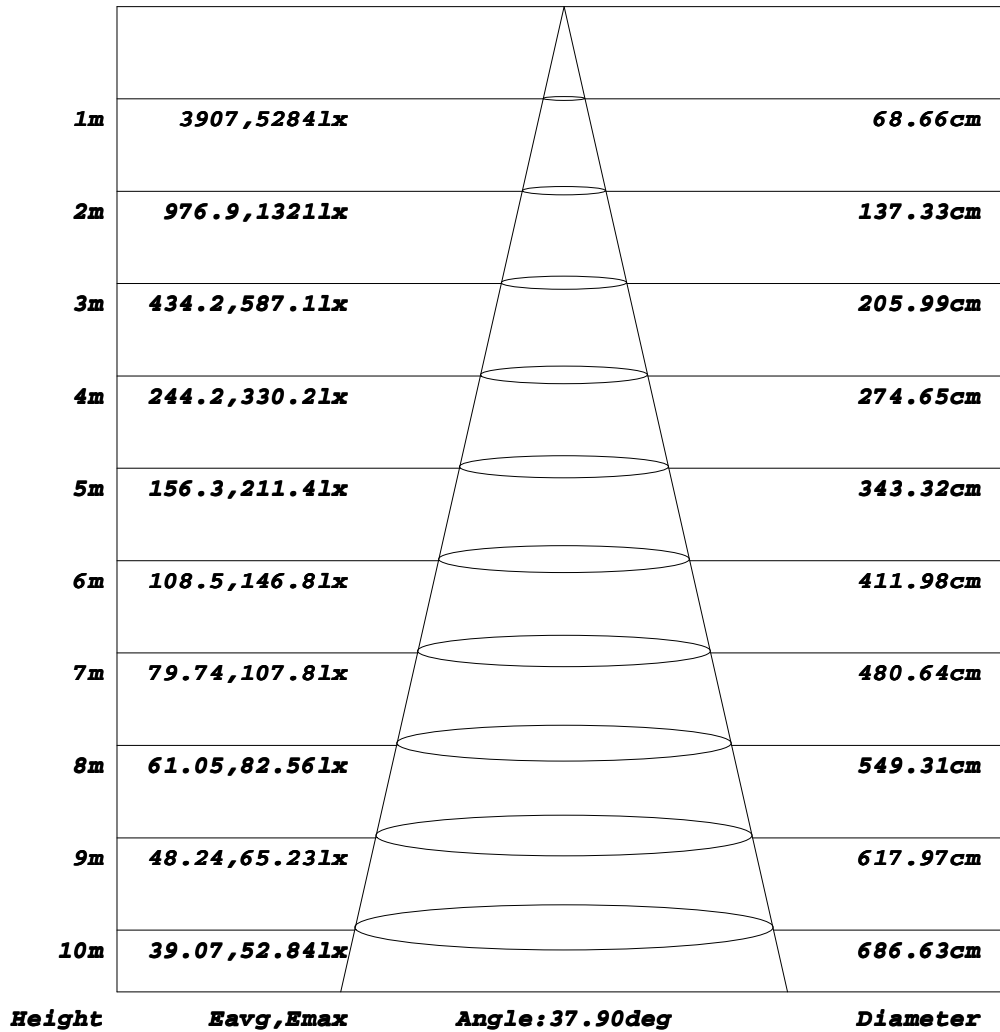 1m 3907,5284lx 68.66cm
2m 976.9,1321lx 137.33cm
3m 434.2,587.1lx 205.99cm
4m 244.2,330.2lx 274.65cm
5m 156.3,211.4lx 343.32cm
6m 108.5,146.8lx 411.98cm
7m 79.74,107.8lx 480.64cm
8m 61.05,82.56lx 549.31cm
9m 48.24,65.23lx 617.97cm
10m 39.07,52.84lx 686.63cm
Height Eavg,Emax Angle:37.90deg Diameter